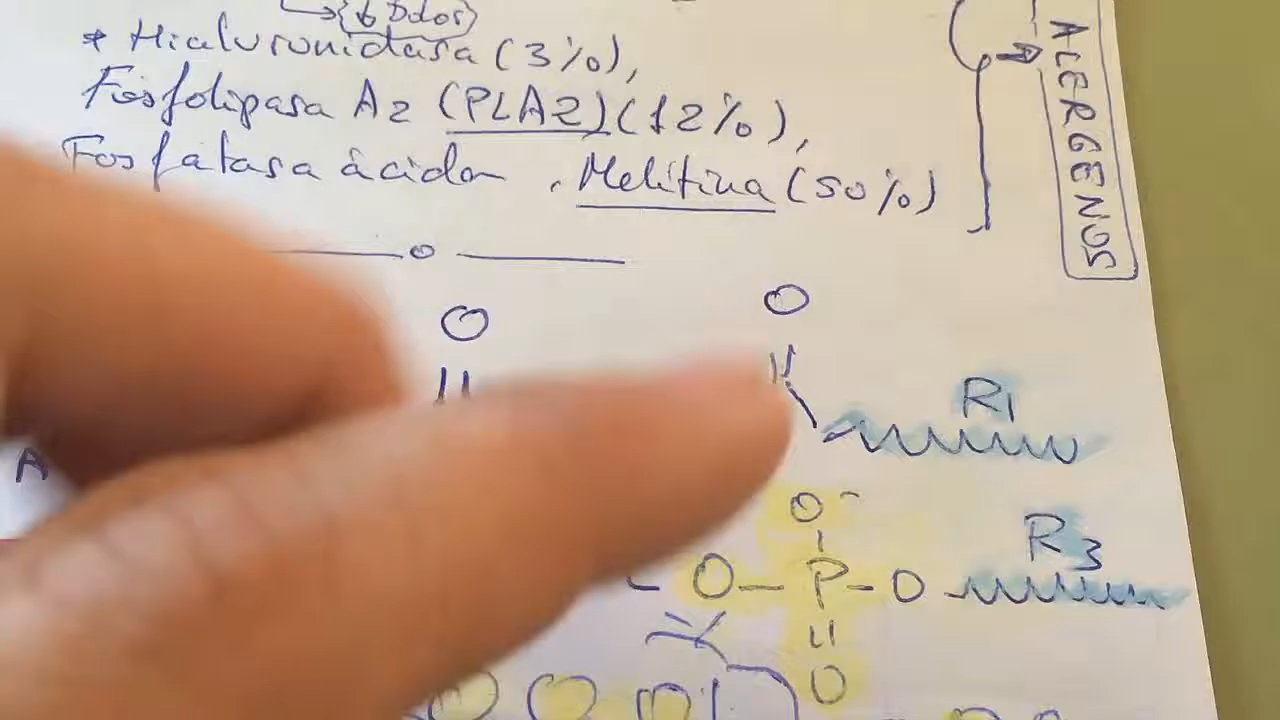 * Hialuronidasa (3%),
Fosfolipasa A2 (PLA2) (12%),
Fosfatasa ácida, Melitina (50%)
ALERGENOS
O
O
R1
A
O-
R3
O-P-O
O